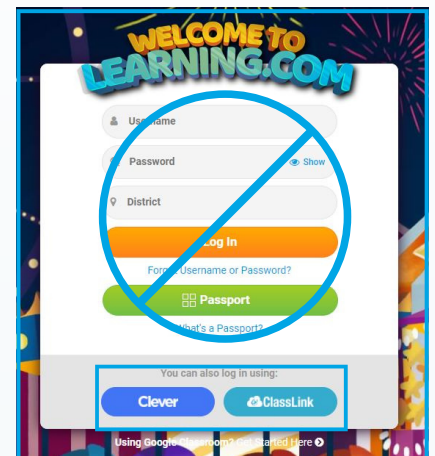 WELCOME TO
LEARNING.COM
Username
Password
Show
District
Log In
Forgot Username or Password?
Passport
What's a Passport?
You can also log in using:
Clever
ClassLink
Using Google Classroom? Get Started Here